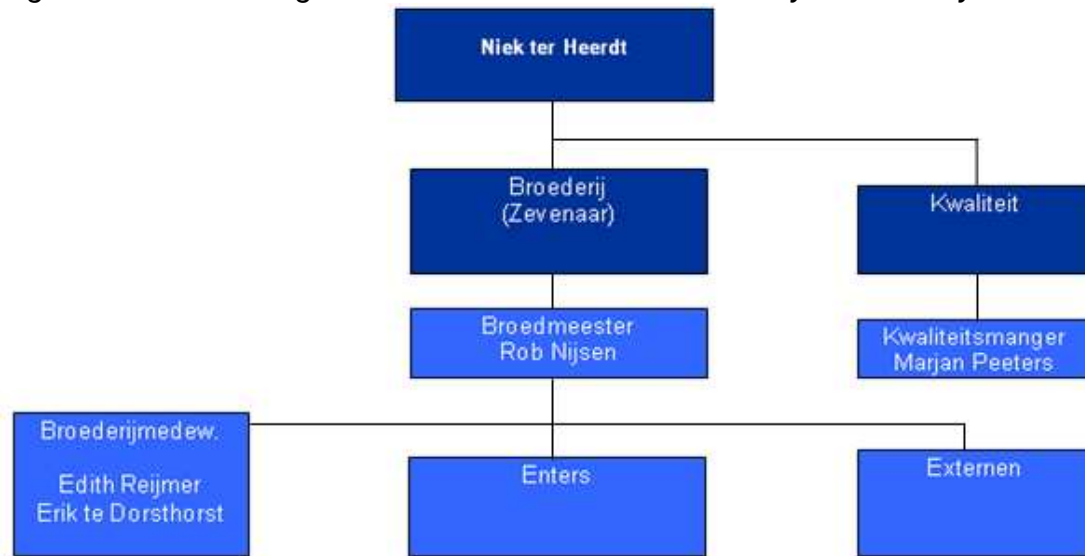 Niek ter Heerdt
Broederij
(Zevenaar)
Kwaliteit
Broedmeester
Rob Nijsen
Kwaliteitsmanger
Marjan Peeters
Broederijmedew.
Edith Reijmer
Erik te Dorsthorst
Enters
Externen